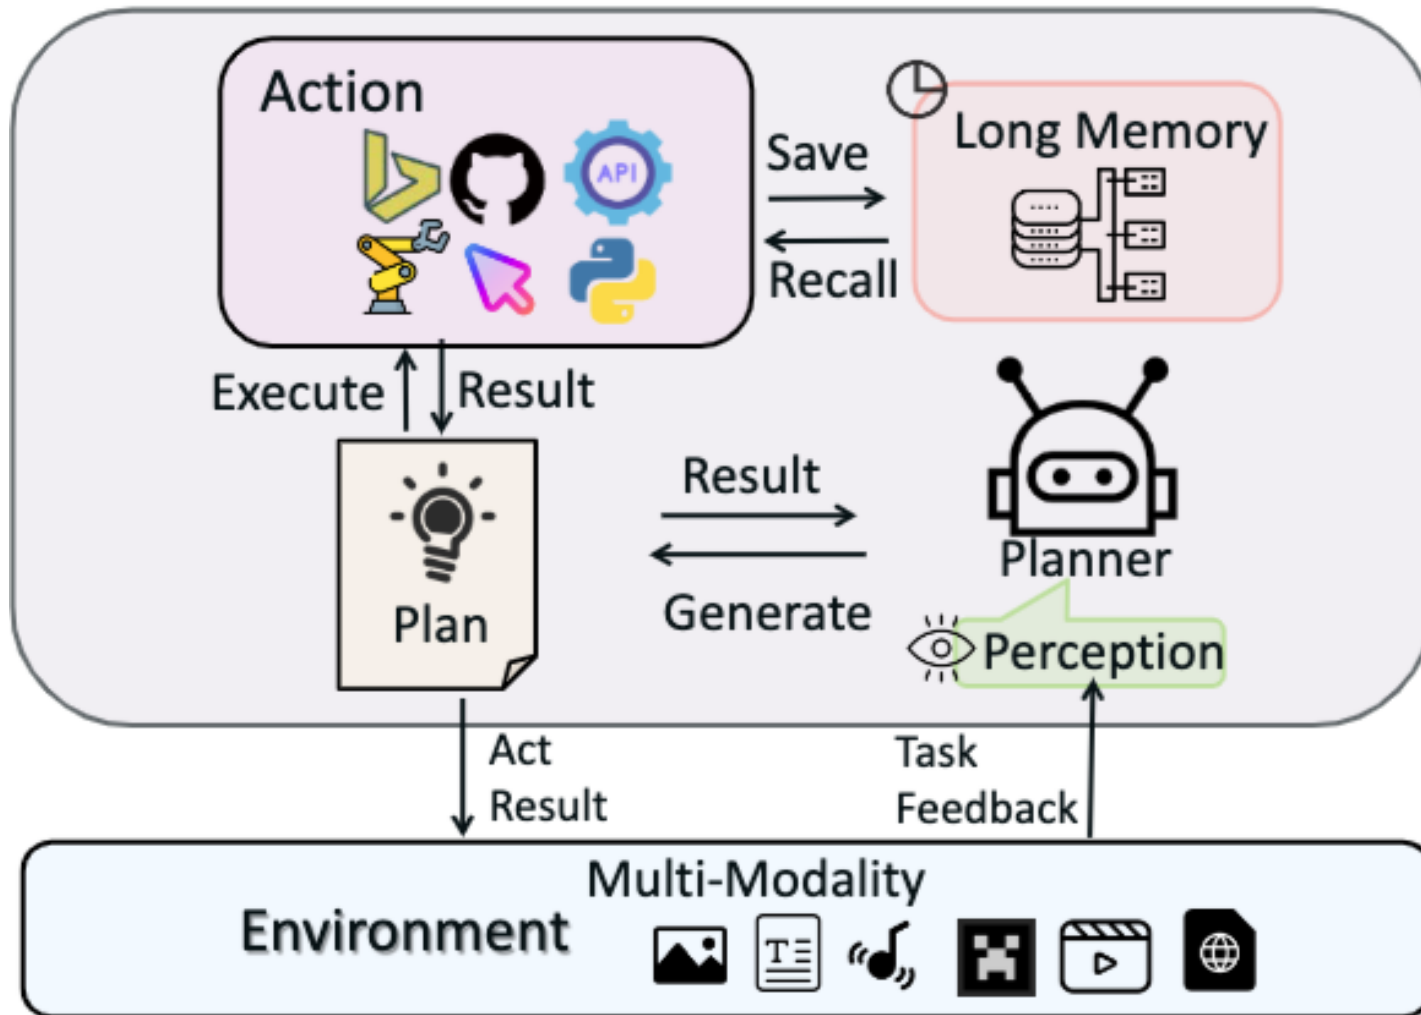 Action
API
Save
Recall
Long Memory
Execute
Result
Result
Generate
Plan
Planner
Perception
Act
Result
Task
Feedback
Multi-Modality
Environment
T